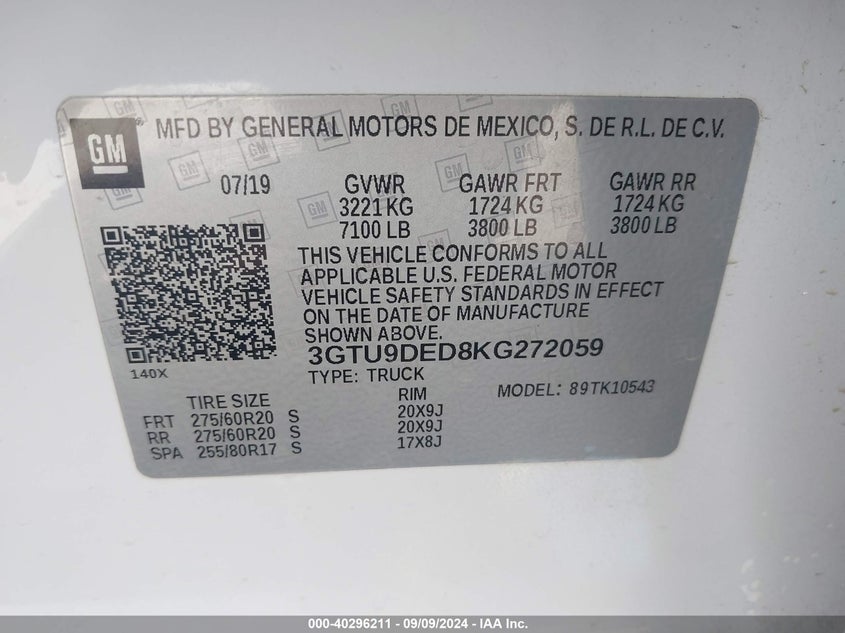 GM
MFD BY GENERAL MOTORS DE MEXICO, S. DE R.L. DE C.V.
07/19 GVWR GAWR FRT GAWR RR
3221 KG 1724 KG 1724 KG
7100 LB 3800 LB 3800 LB
THIS VEHICLE CONFORMS TO ALL
APPLICABLE U.S. FEDERAL MOTOR
VEHICLE SAFETY STANDARDS IN EFFECT
ON THE DATE OF MANUFACTURE
SHOWN ABOVE.
3GTU9DED8KG272059
140X
TYPE: TRUCK
MODEL: 89TK10543
TIRE SIZE RIM
FRT 275/60R20 S 20X9J
RR 275/60R20 S 20X9J
SPA 255/80R17 S 17X8J
000-40296211 - 09/09/2024 - IAA Inc.